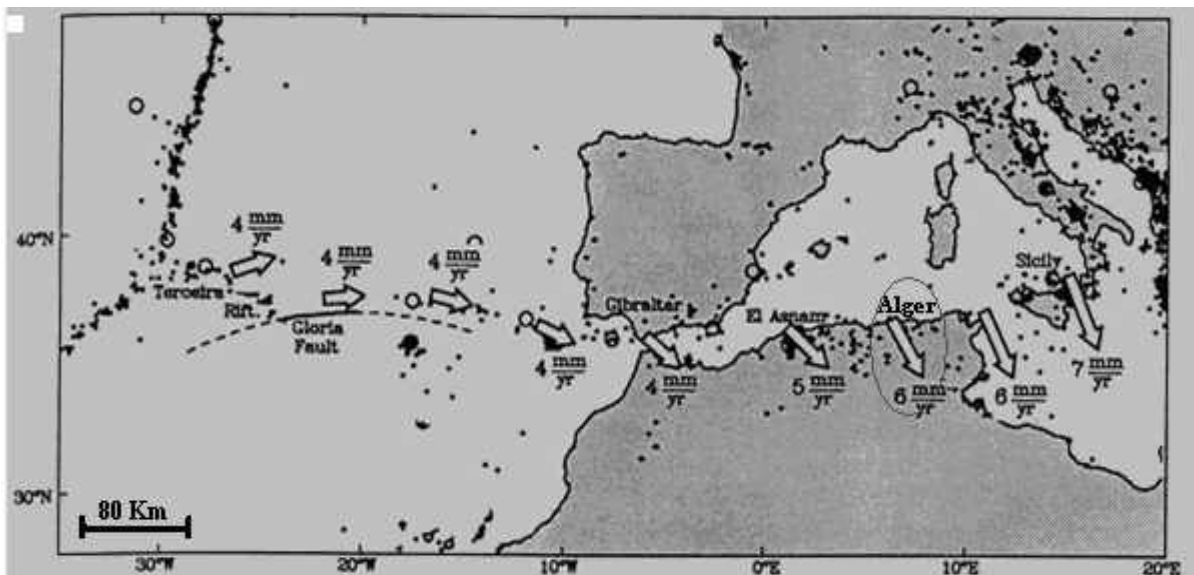 4 mm/yr
4 mm/yr
4 mm/yr
40°N
Terceira
Rift.
Gloria
Fault
Gibraltar
El Asnam
Alger
Sicily
4 mm/yr
4 mm/yr
5 mm/yr
6 mm/yr
6 mm/yr
7 mm/yr
30°N
80 Km
30°W
20°W
10°W
0°E
10°E
20°E